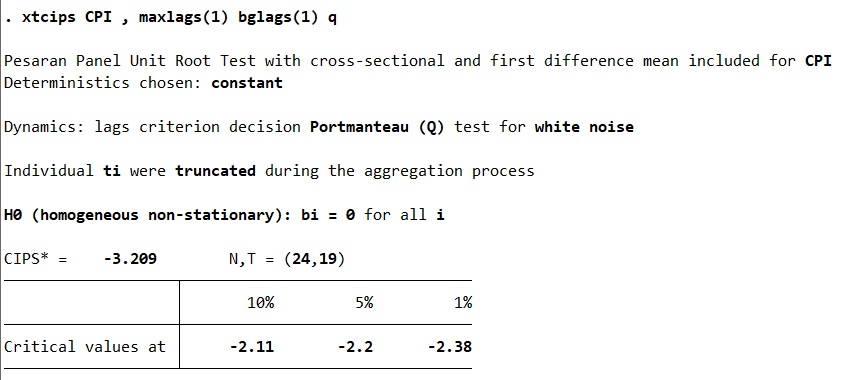 . xtcips CPI , maxlags(1) bglags(1) q
Pesaran Panel Unit Root Test with cross-sectional and first difference mean included for CPI
Deterministics chosen: constant
Dynamics: lags criterion decision Portmanteau (Q) test for white noise
Individual ti were truncated during the aggregation process
H0 (homogeneous non-stationary): bi = 0 for all i
CIPS* = -3.209 N,T = (24,19)
10% 5% 1%
Critical values at -2.11 -2.2 -2.38